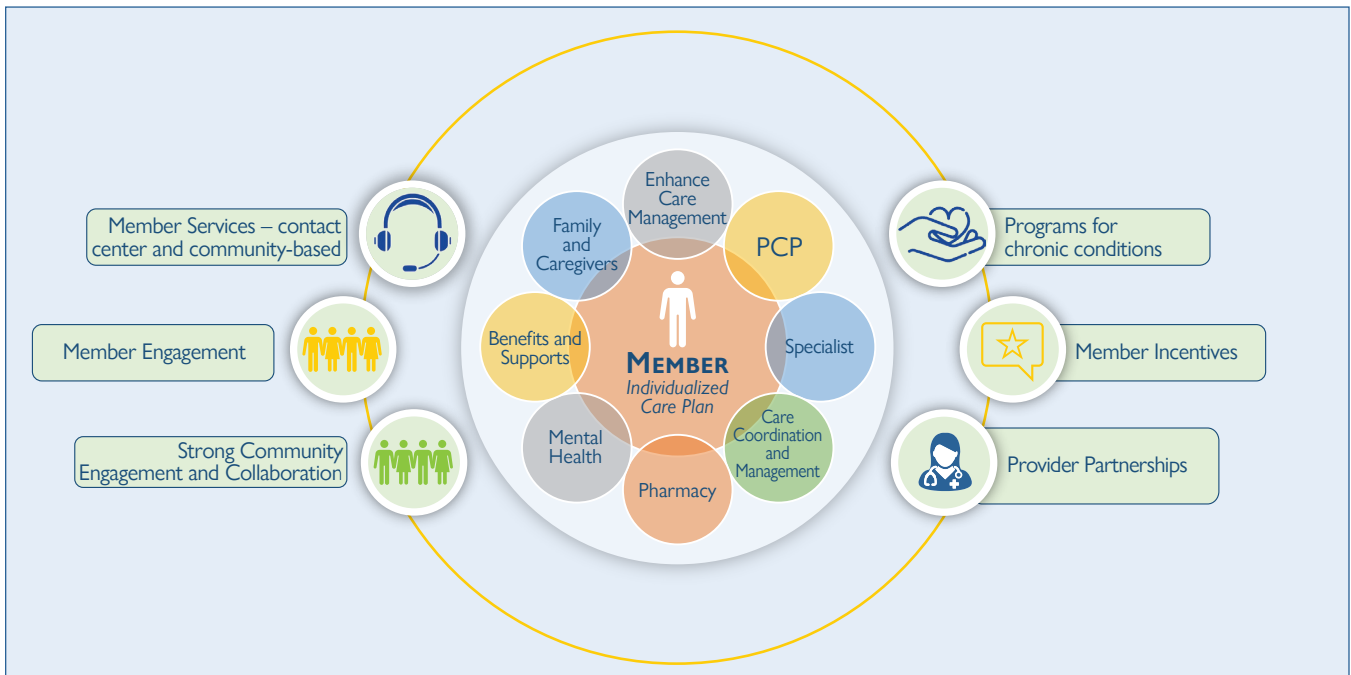 Member Services – contact
center and community-based
Member Engagement
Strong Community
Engagement and Collaboration
Enhance
Care
Management
PCP
Specialist
Care
Coordination
and
Management
Pharmacy
Mental
Health
Benefits and
Supports
Family
and
Caregivers
MEMBER
Individualized
Care Plan
Programs for
chronic conditions
Member Incentives
Provider Partnerships